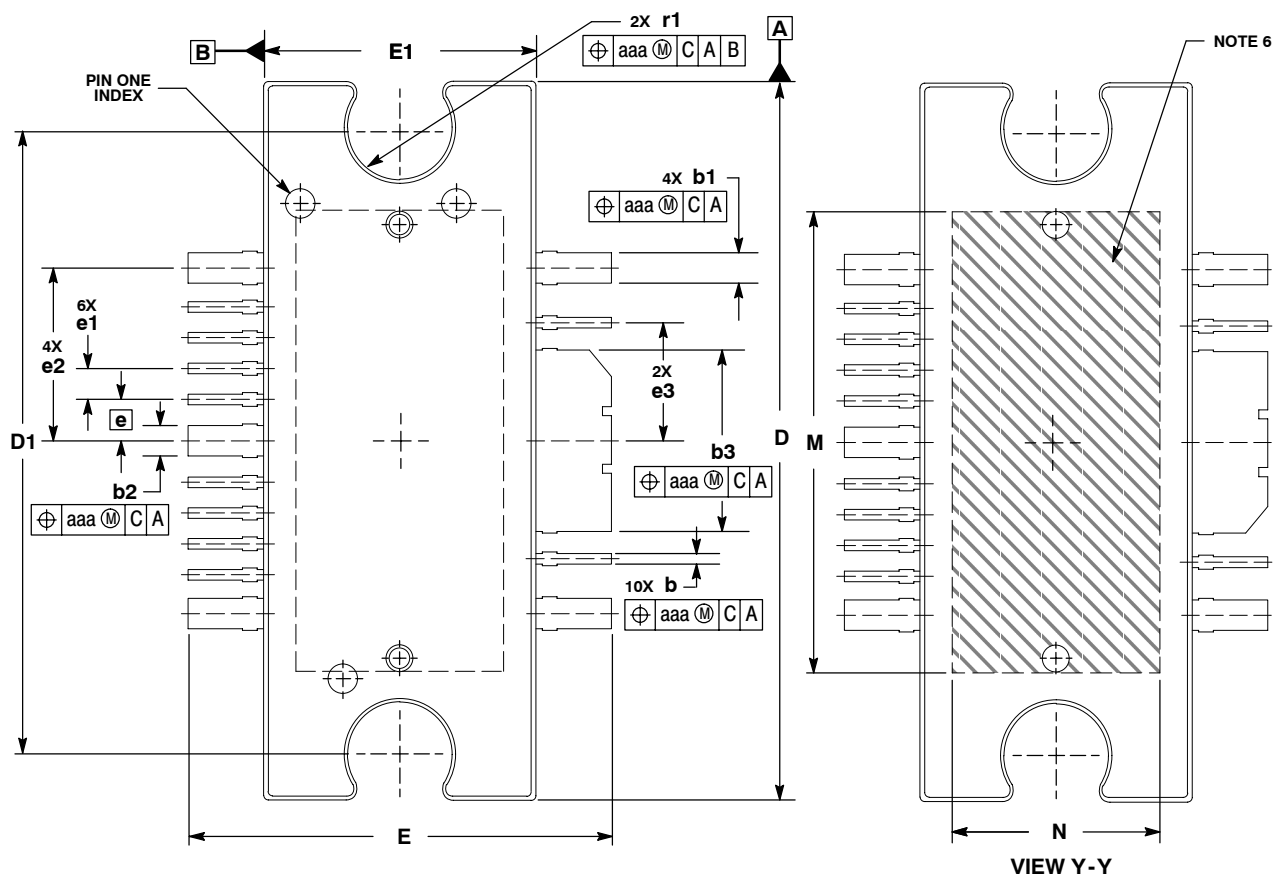 2X r1
⌖ aaa Ⓜ C A B
A
B
E1
NOTE 6
PIN ONE
INDEX
4X b1
⌖ aaa Ⓜ C A
6X
e1
4X
e2
2X
e3
e
D1
D
M
b3
⌖ aaa Ⓜ C A
b2
⌖ aaa Ⓜ C A
10X b
⌖ aaa Ⓜ C A
E
N
VIEW Y-Y